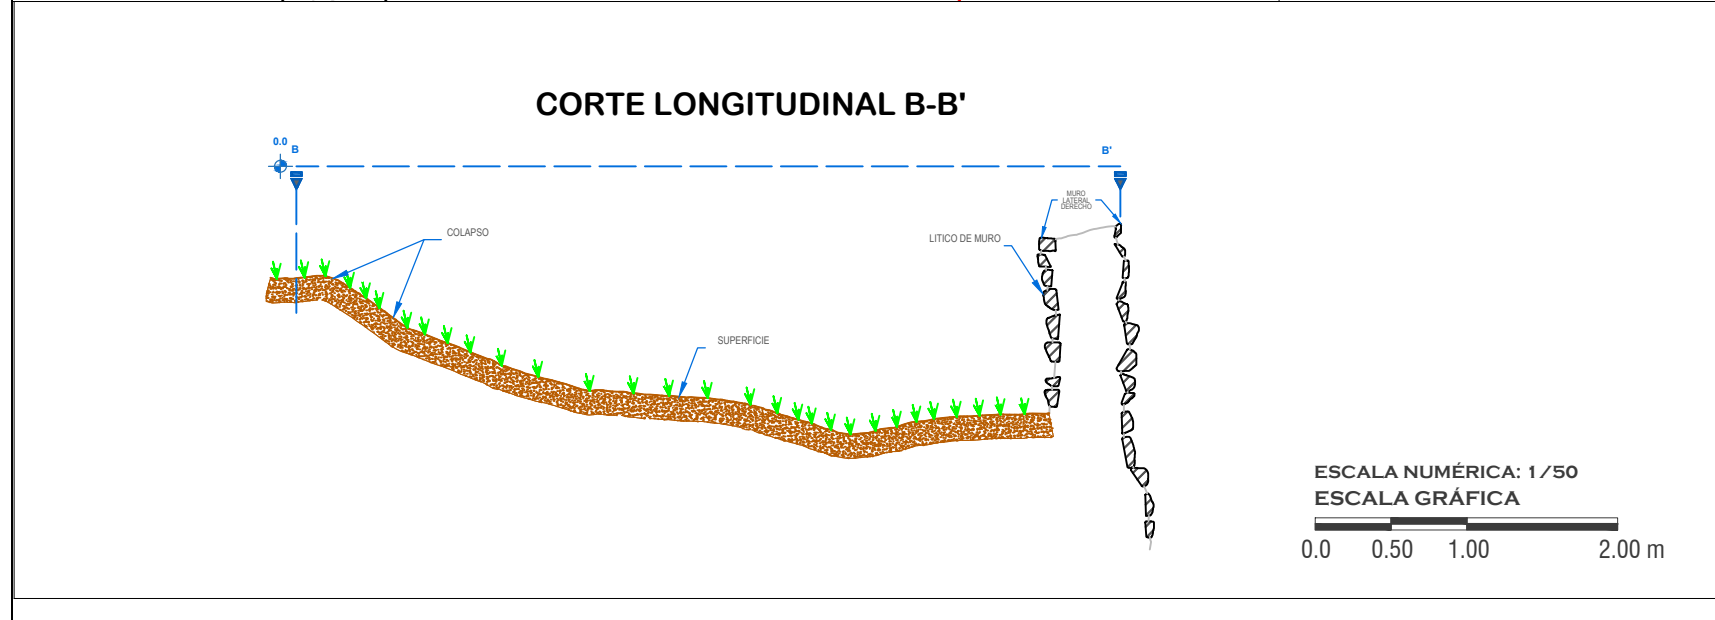 CORTE LONGITUDINAL B-B'
0.0
B
B'
MURO
LATERAL
DERECHO
COLAPSO
LITICO DE MURO
SUPERFICIE
ESCALA NUMÉRICA: 1/50
ESCALA GRÁFICA
0.0 0.50 1.00 2.00 m